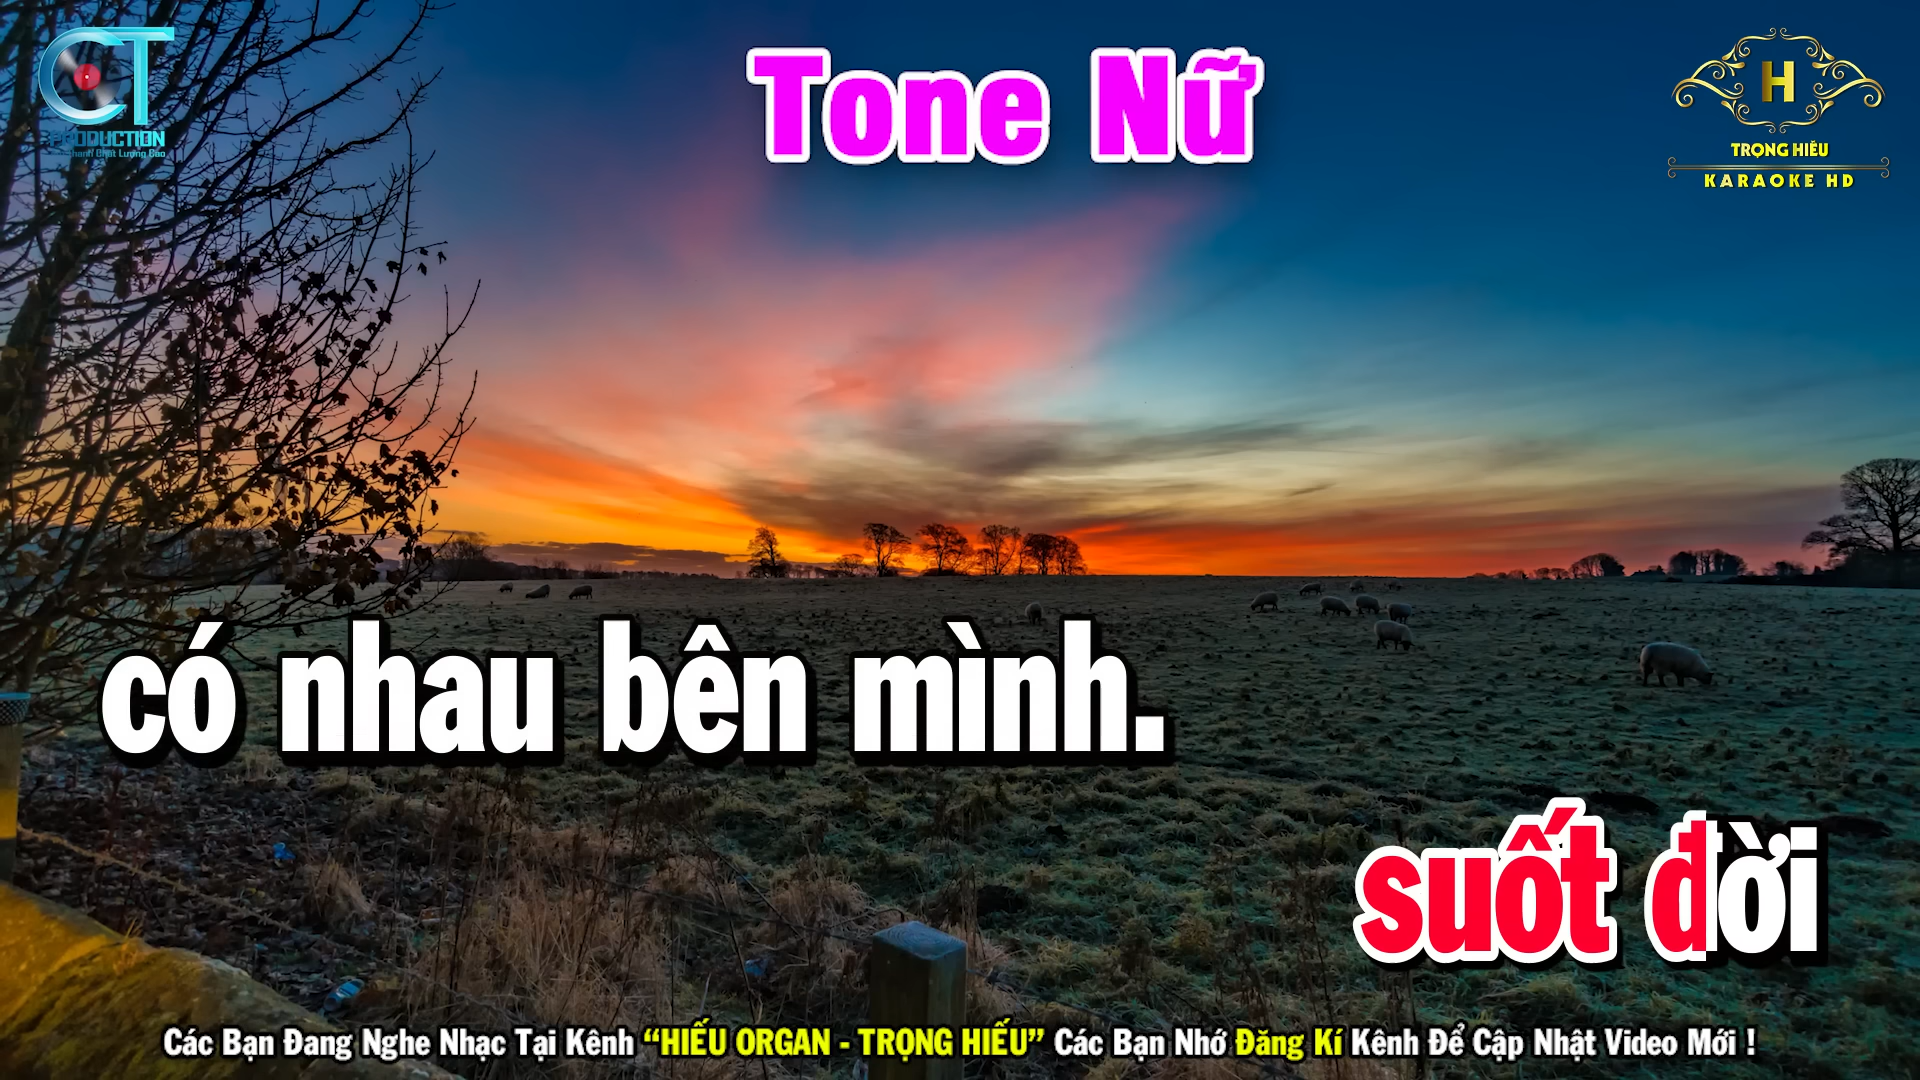 CT
PRODUCTION
Tone Nữ
H
TRỌNG HIẾU
KARAOKE HD
có nhau bên mình.
suốt đời
Các Bạn Đang Nghe Nhạc Tại Kênh “HIẾU ORGAN - TRỌNG HIẾU” Các Bạn Nhớ Đăng Kí Kênh Để Cập Nhật Video Mới !